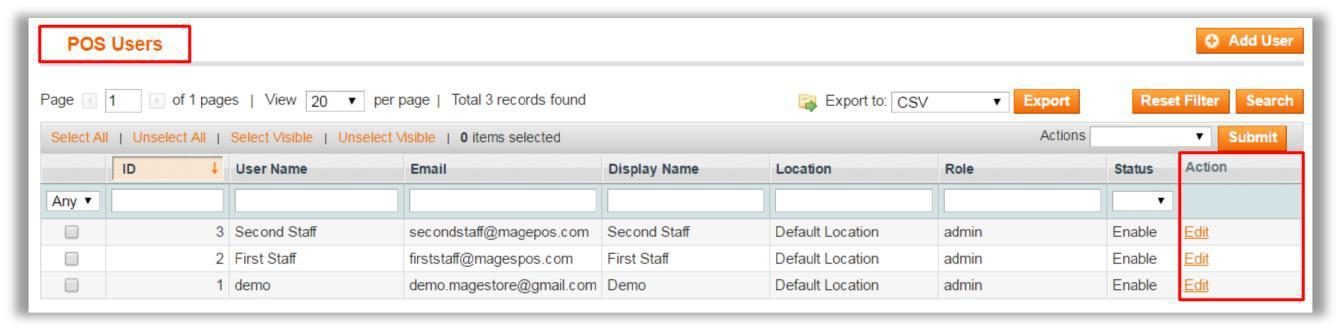 POS Users
Add User
Page 1 of 1 pages | View 20 per page | Total 3 records found Export to: CSV Export Reset Filter Search
Select All | Unselect All | Select Visible | Unselect Visible | 0 items selected Actions Submit
ID User Name Email Display Name Location Role Status Action
Any
3 Second Staff secondstaff@magepos.com Second Staff Default Location admin Enable Edit
2 First Staff firststaff@magespos.com First Staff Default Location admin Enable Edit
1 demo demo.magestore@gmail.com Demo Default Location admin Enable Edit